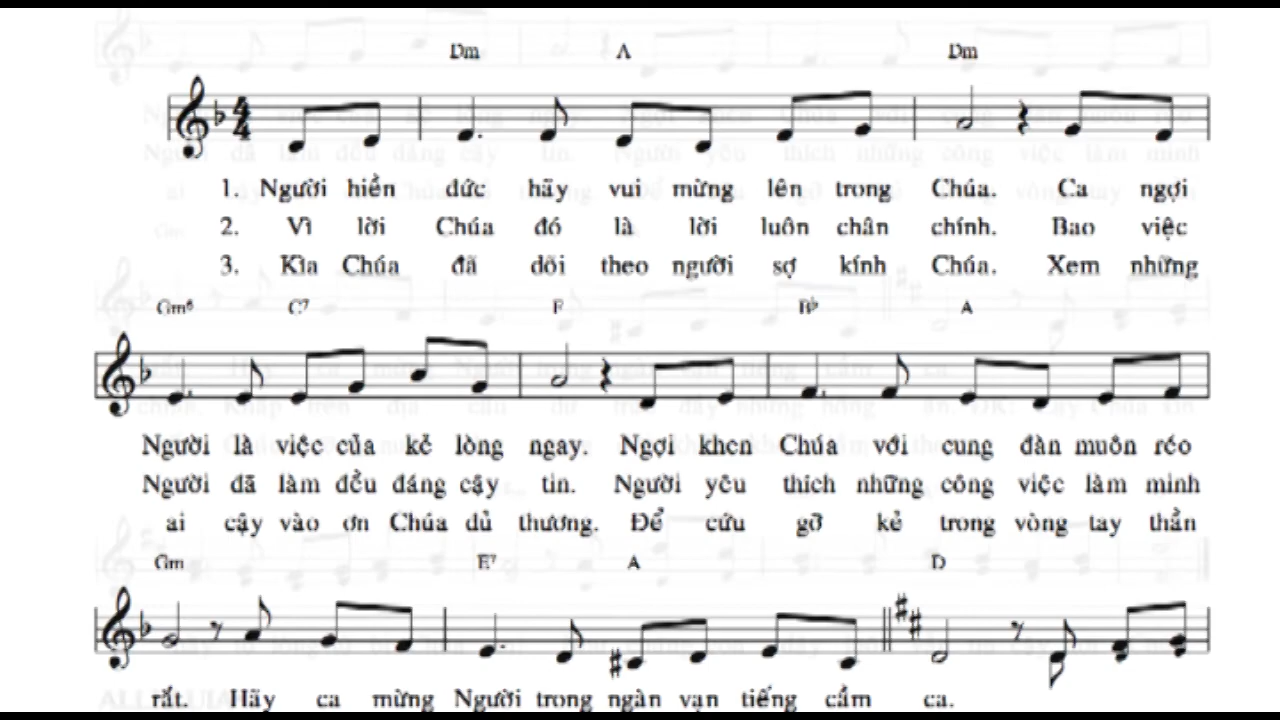 Dm A Dm
1. Người hiền đức hãy vui mừng lên trong Chúa. Ca ngợi
2. Vì lời Chúa đó là lời luôn chân chính. Bao việc
3. Kìa Chúa đã dõi theo người sợ kính Chúa. Xem những
Gm6 C7 F Bb A
Người là việc của kẻ lòng ngay. Ngợi khen Chúa với cung đàn muôn réo
Người đã làm đều đáng cậy tin. Người yêu thích những công việc làm minh
ai cậy vào ơn Chúa dủ thương. Để cứu gỡ kẻ trong vòng tay thần
Gm E7 A D
rắt. Hãy ca mừng Người trong ngàn vạn tiếng cầm ca.
ALLELUIA